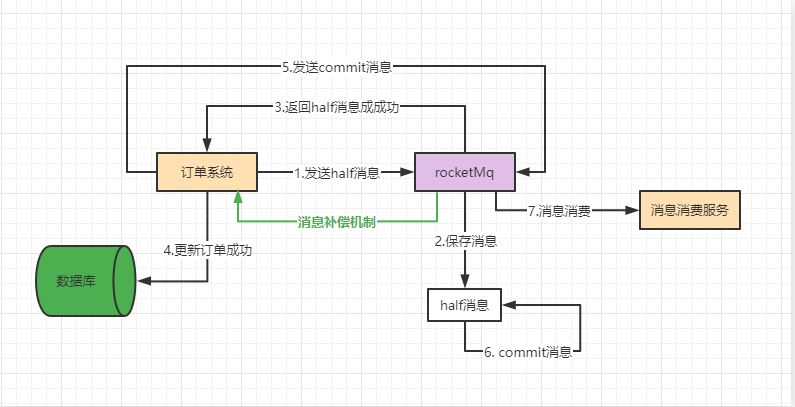 5.发送commit消息
3.返回half消息成成功
订单系统
1.发送half消息
rocketMq
消息补偿机制
7.消息消费
消息消费服务
4.更新订单成功
2.保存消息
数据库
half消息
6. commit消息